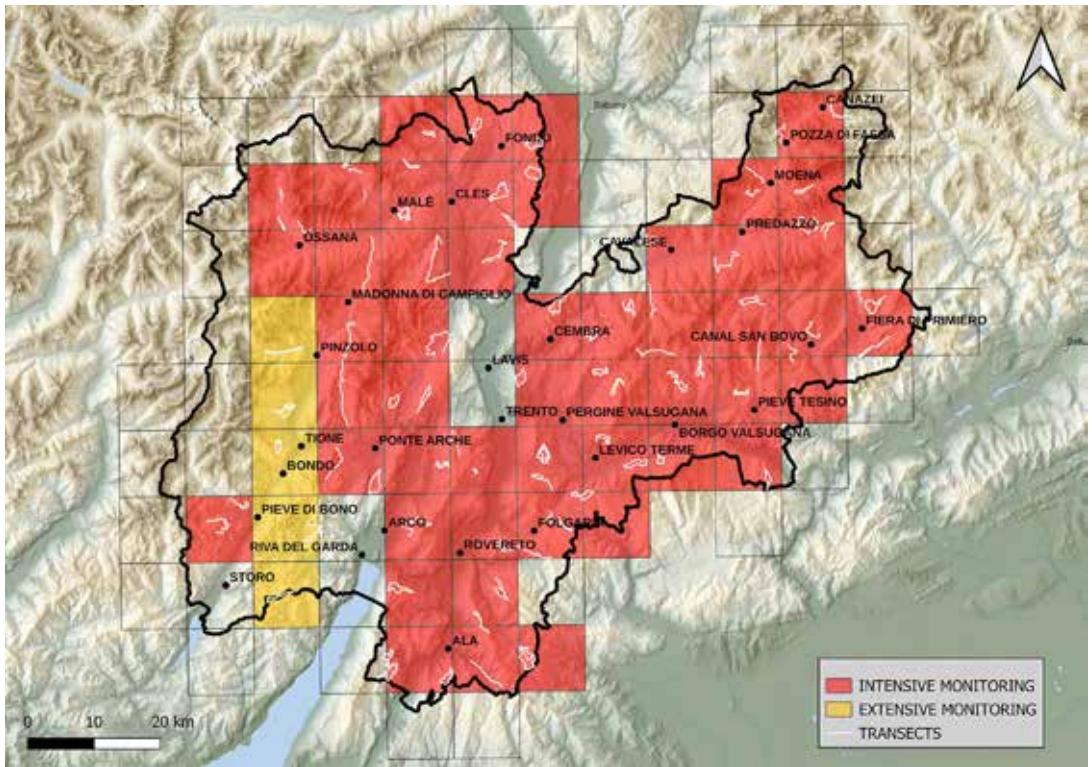 CANAZEI
POZZA DI FASSA
FONDO
MOENA
MALÈ
CLES
PREDAZZO
OSSANA
CAVALESE
MADONNA DI CAMPIGLIO
FIERA DI PRIMIERO
CEMBRA
CANAL SAN BOVO
PINZOLO
LAVIS
PIEVE TESINO
TRENTO
PERGINE VALSUGANA
BORGO VALSUGANA
TIONE
PONTE ARCHE
LEVICO TERME
BONDO
PIEVE DI BONO
ARCO
RIVA DEL GARDA
ROVERETO
STORO
ALA
INTENSIVE MONITORING
EXTENSIVE MONITORING
TRANSECTS
0 10 20 km